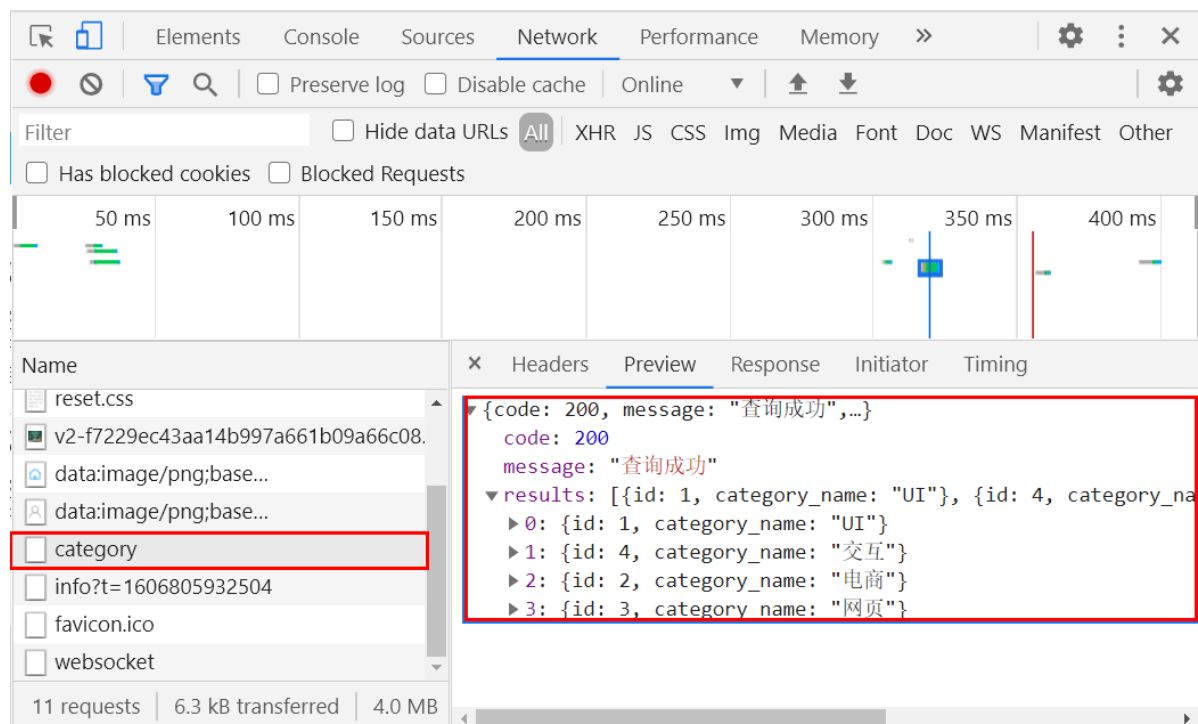 Elements Console Sources Network Performance Memory »
Preserve log Disable cache Online
Filter Hide data URLs All XHR JS CSS Img Media Font Doc WS Manifest Other
Has blocked cookies Blocked Requests
50 ms 100 ms 150 ms 200 ms 250 ms 300 ms 350 ms 400 ms
Name
reset.css
v2-f7229ec43aa14b997a661b09a66c08.
data:image/png;base...
data:image/png;base...
category
info?t=1606805932504
favicon.ico
websocket
11 requests 6.3 kB transferred 4.0 MB
× Headers Preview Response Initiator Timing
{code: 200, message: "查询成功",…}
code: 200
message: "查询成功"
results: [{id: 1, category_name: "UI"}, {id: 4, category_na
0: {id: 1, category_name: "UI"}
1: {id: 4, category_name: "交互"}
2: {id: 2, category_name: "电商"}
3: {id: 3, category_name: "网页"}